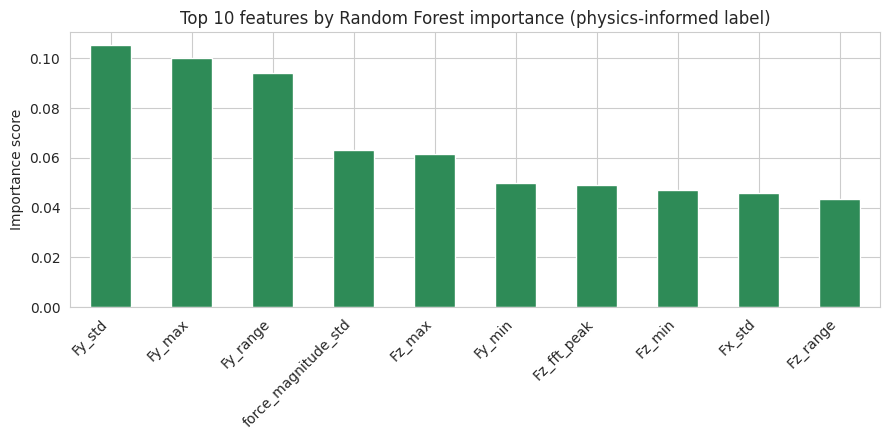 Top 10 features by Random Forest importance (physics-informed label)
Importance score
0.10
0.08
0.06
0.04
0.02
0.00
Fy_std
Fy_max
Fy_range
force_magnitude_std
Fz_max
Fy_min
Fz_fft_peak
Fz_min
Fx_std
Fz_range